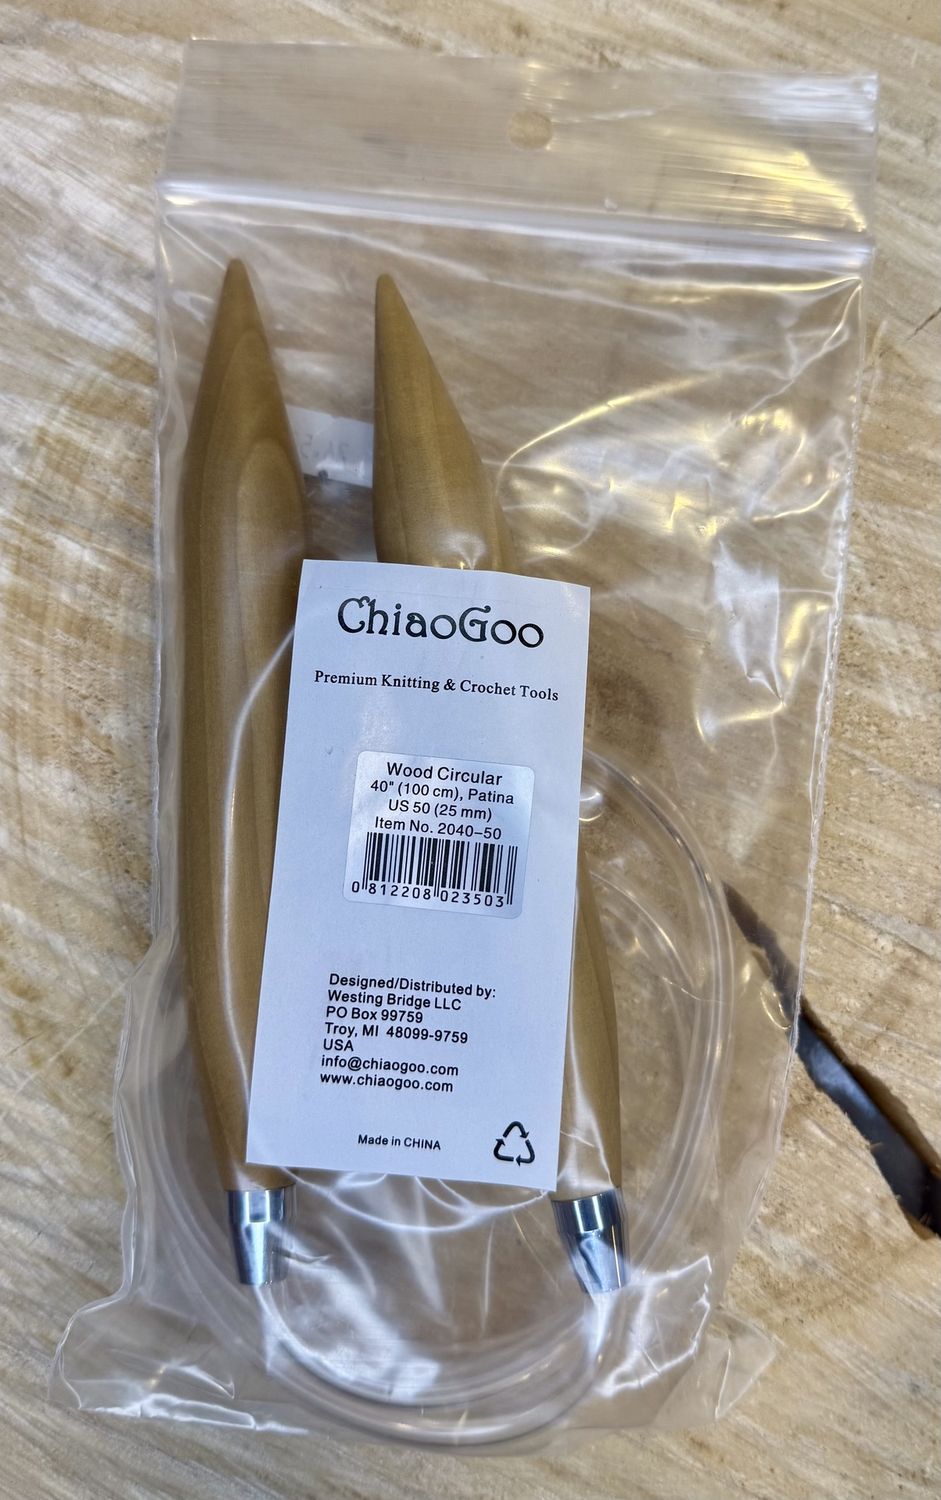 ChiaoGoo
Premium Knitting & Crochet Tools
Wood Circular
40" (100 cm), Patina
US 50 (25 mm)
Item No. 2040-50
0 812208 023503
Designed/Distributed by:
Westing Bridge LLC
PO Box 99759
Troy, MI 48099-9759
USA
info@chiaogoo.com
www.chiaogoo.com
Made in CHINA